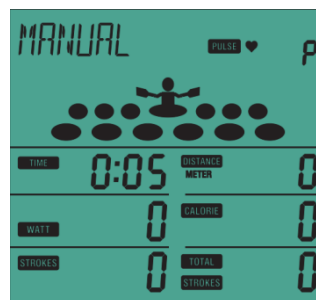 MANUAL PULSE P
TIME 0:05 DISTANCE METER 0
WATT 0 CALORIE 0
STROKES 0 TOTAL STROKES 0